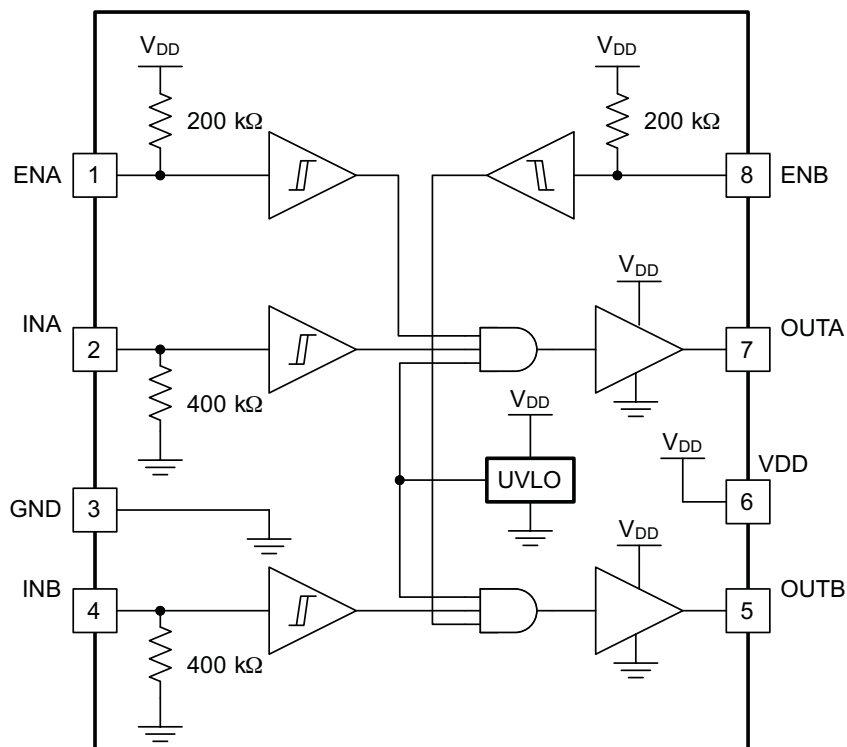 VDD
VDD
200 kΩ
200 kΩ
ENA
1
8
ENB
VDD
INA
2
7
OUTA
400 kΩ
VDD
VDD
VDD
UVLO
6
GND
3
VDD
INB
4
5
OUTB
400 kΩ